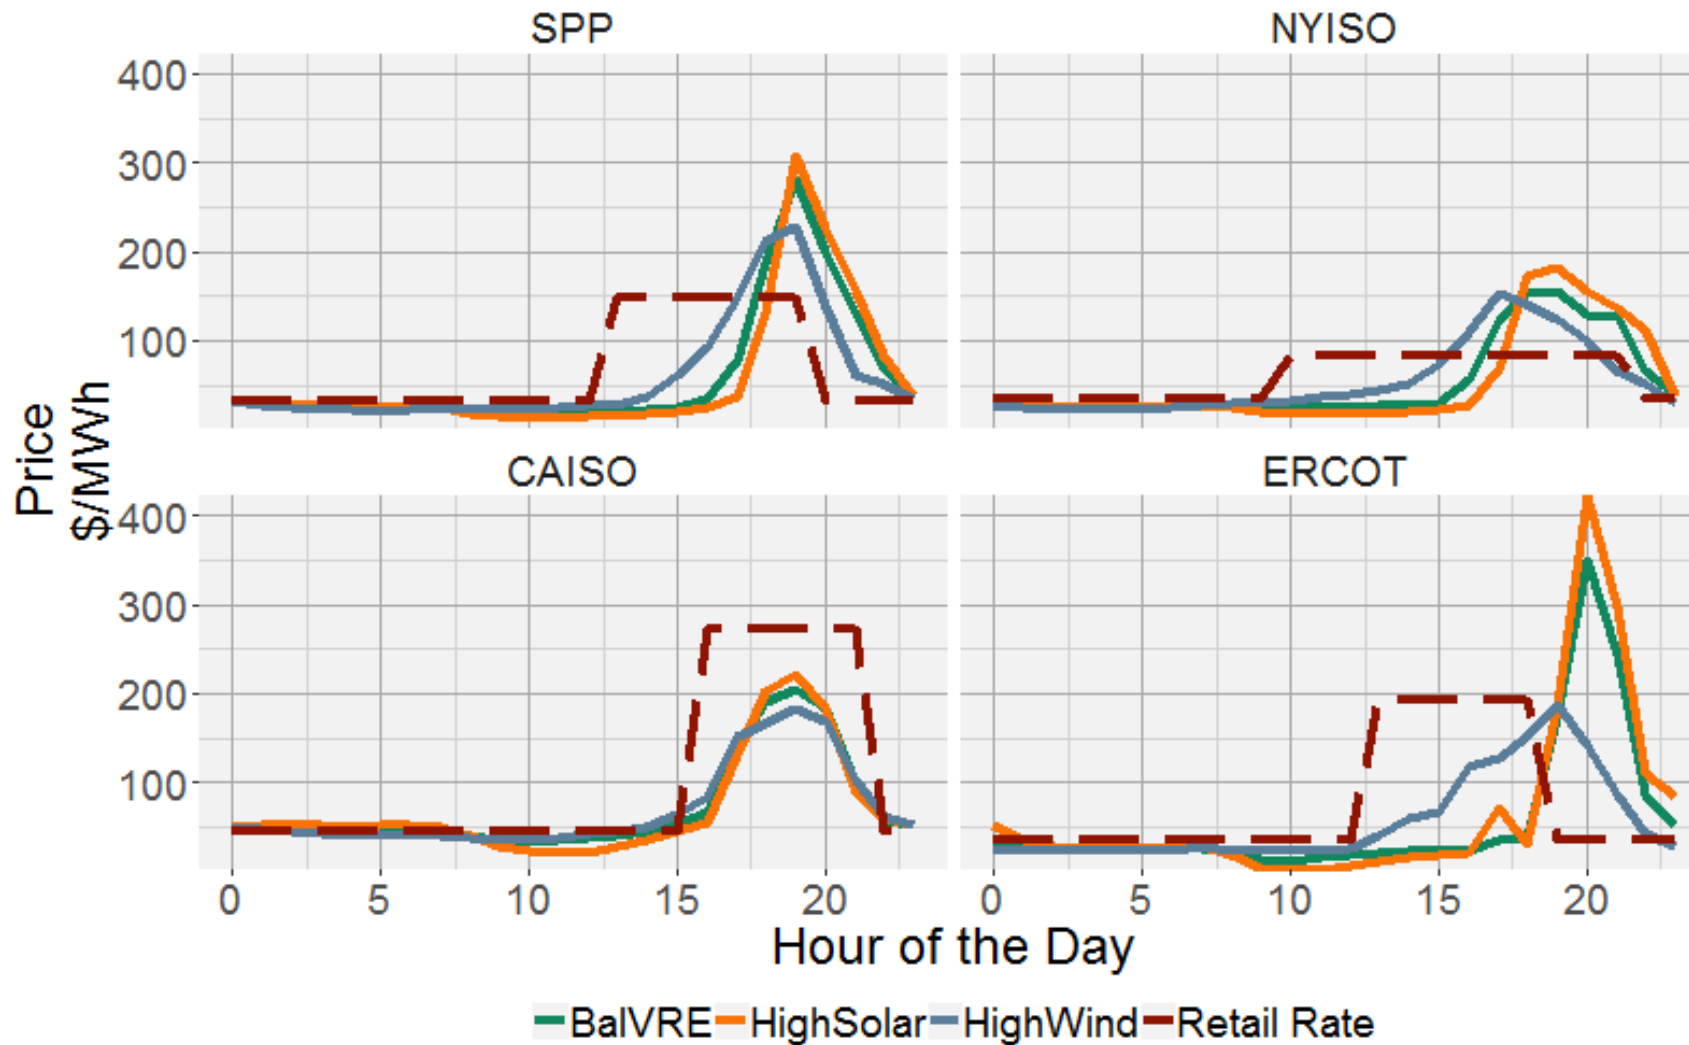 SPP
NYISO
400
300
200
100
CAISO
ERCOT
Price
$/MWh
400
300
200
100
0 5 10 15 20 0 5 10 15 20
Hour of the Day
BalVRE HighSolar HighWind Retail Rate